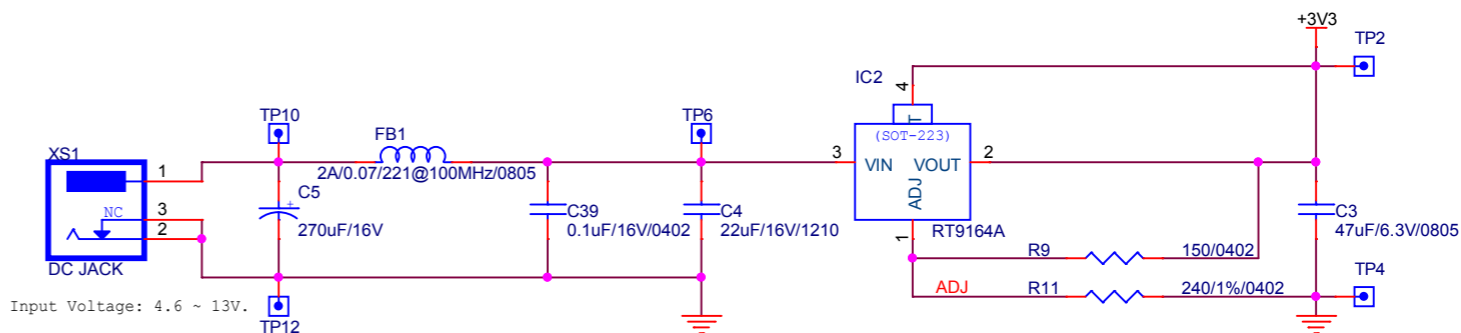 +3V3
TP2
IC2
4
TP10
TP6
T
(SOT-223)
FB1
XS1
2A/0.07/221@100MHz/0805
3
VIN
VOUT
2
1
C5
ADJ
NC
3
C39
C4
C3
270uF/16V
0.1uF/16V/0402
22uF/16V/1210
1
RT9164A
47uF/6.3V/0805
2
R9
150/0402
DC JACK
TP4
ADJ
R11
240/1%/0402
Input Voltage: 4.6 ~ 13V.
TP12